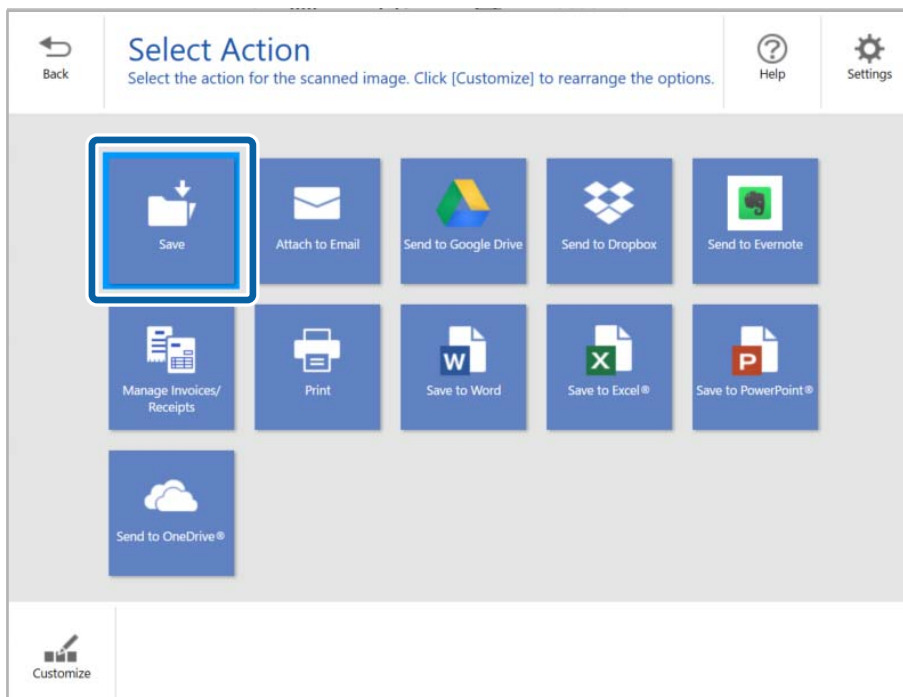 Back
Select Action
Select the action for the scanned image. Click [Customize] to rearrange the options.
Help
Settings
Save
Attach to Email
Send to Google Drive
Send to Dropbox
Send to Evernote
Manage Invoices/
Receipts
Print
W
Save to Word
X
Save to Excel®
P
Save to PowerPoint®
Send to OneDrive®
Customize